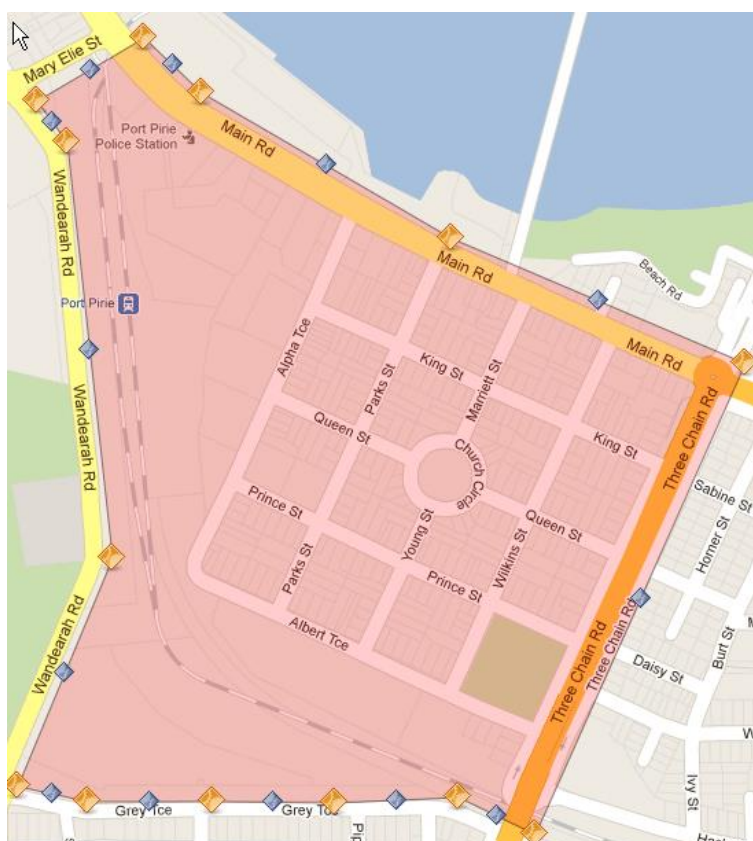 Mary Elie St
Port Pirie
Police Station
Main Rd
Wandearah Rd
Main Rd
Beach Rd
Port Pirie
Alpha Tce
Main Rd
King St
Parks St
Marriett St
Three Chain Rd
Wandearah Rd
Queen St
Church Circle
King St
Sabine St
Prince St
Young St
Queen St
Homer St
Wilkins St
Parks St
Prince St
Three Chain Rd
Three Chain Rd
Burt St
Wandearah Rd
Albert Tce
Daisy St
Ivy St
Grey Tce
Grey Tce